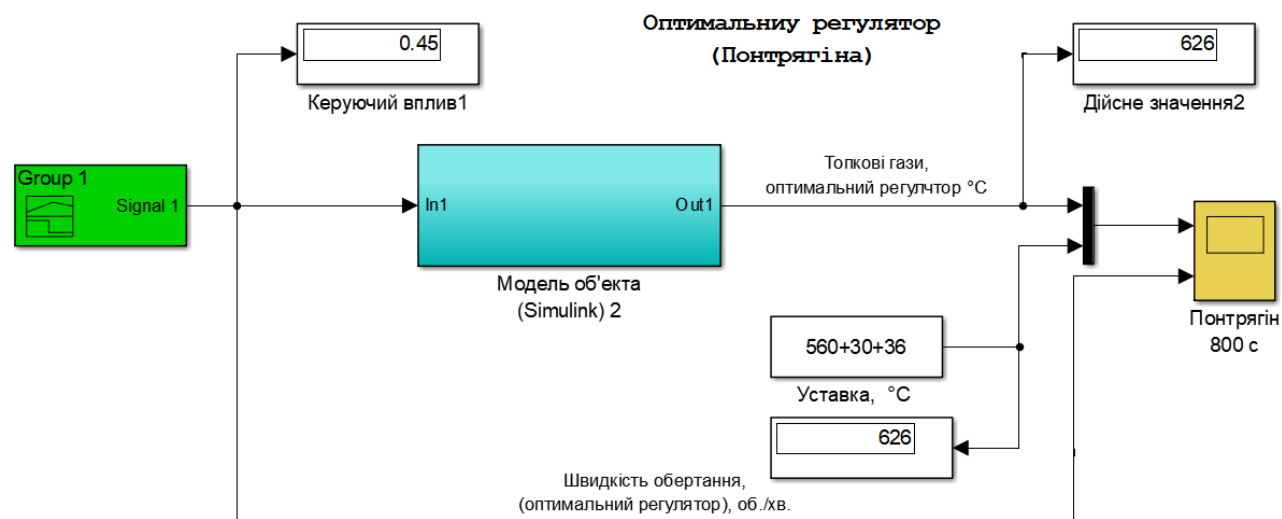 Оптимальниу регулятор
(Понтрягіна)
0.45
Керуючий вплив1
626
Дійсне значення2
Group 1
Signal 1
In1
Out1
Модель об'екта
(Simulink) 2
Топкові гази,
оптимальний регулчтор °C
Понтрягін
800 с
560+30+36
Уставка, °C
626
Швидкість обертання,
(оптимальний регулятор), об./хв.